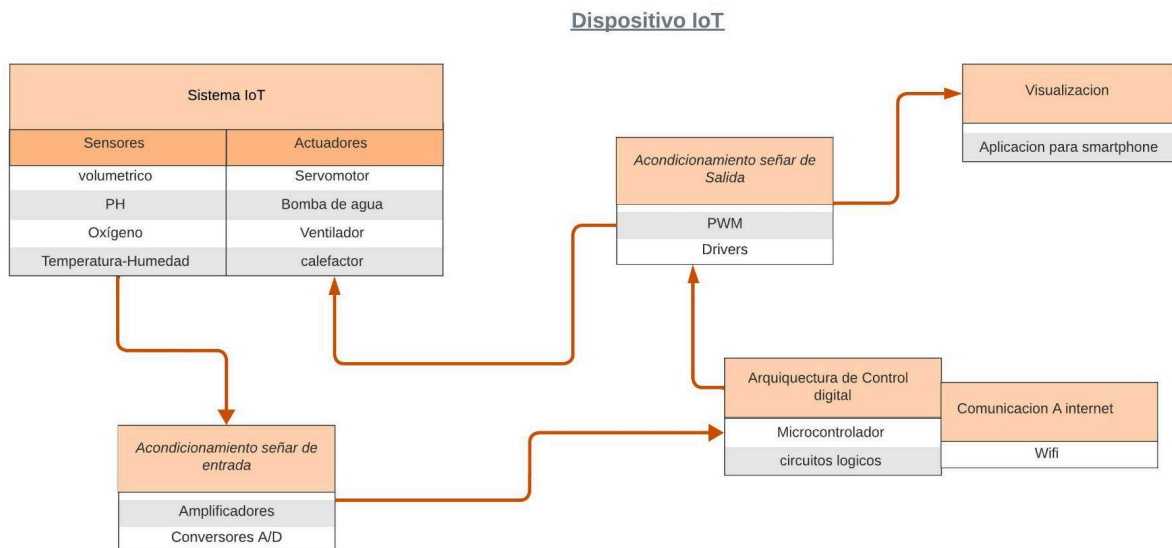 Dispositivo IoT
Sistema IoT
Sensores
Actuadores
volumetrico
Servomotor
PH
Bomba de agua
Oxígeno
Ventilador
Temperatura-Humedad
calefactor
Acondicionamiento señar de
Salida
PWM
Drivers
Visualizacion
Aplicacion para smartphone
Acondicionamiento señar de
entrada
Amplificadores
Conversores A/D
Arquiquectura de Control
digital
Microcontrolador
circuitos logicos
Comunicacion A internet
Wifi